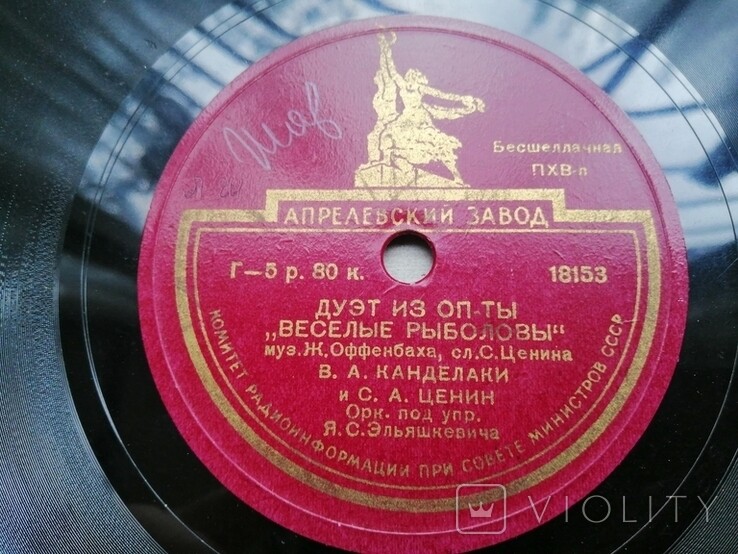 Бесшеллачная
ПХВ-п
АПРЕЛЕВСКИЙ ЗАВОД
Г—5 р. 80 к.
18153
ДУЭТ ИЗ ОП-ТЫ
„ВЕСЕЛЫЕ РЫБОЛОВЫ“
муз. Ж. Оффенбаха, сл. С. Ценина
В. А. КАНДЕЛАКИ
и С. А. ЦЕНИН
Орк. под упр.
Я. С. Эльяшкевича
КОМИТЕТ РАДИОИНФОРМАЦИИ ПРИ СОВЕТЕ МИНИСТРОВ СССР
VIOLITY